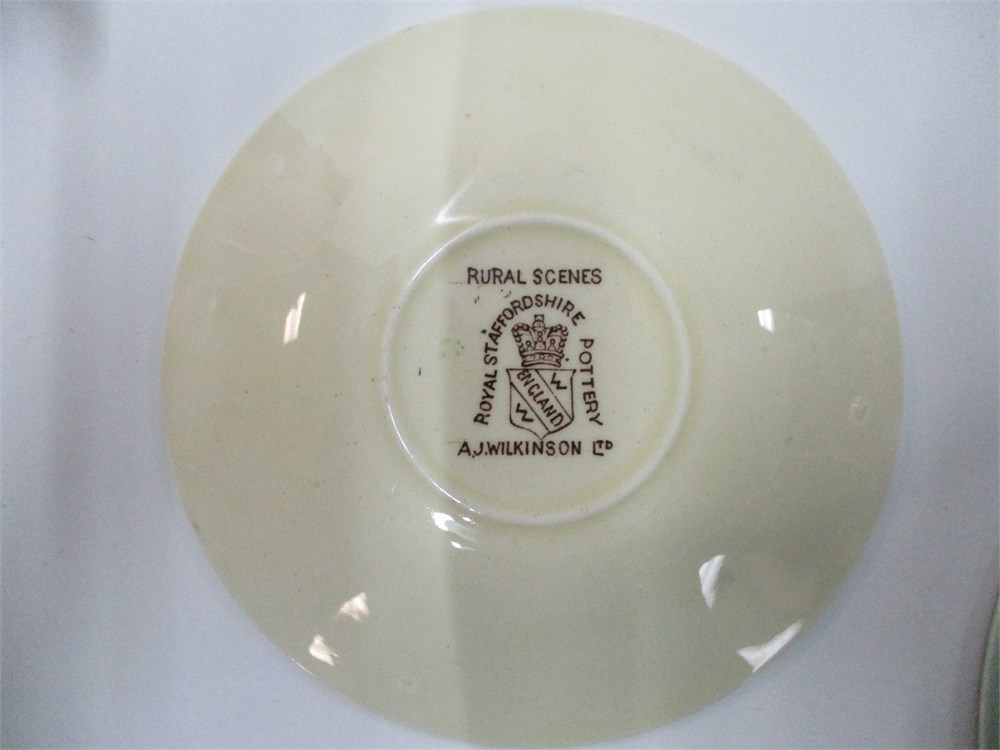 RURAL SCENES
ROYAL STAFFORDSHIRE POTTERY
W
ENGLAND
W
A.J. WILKINSON LTD